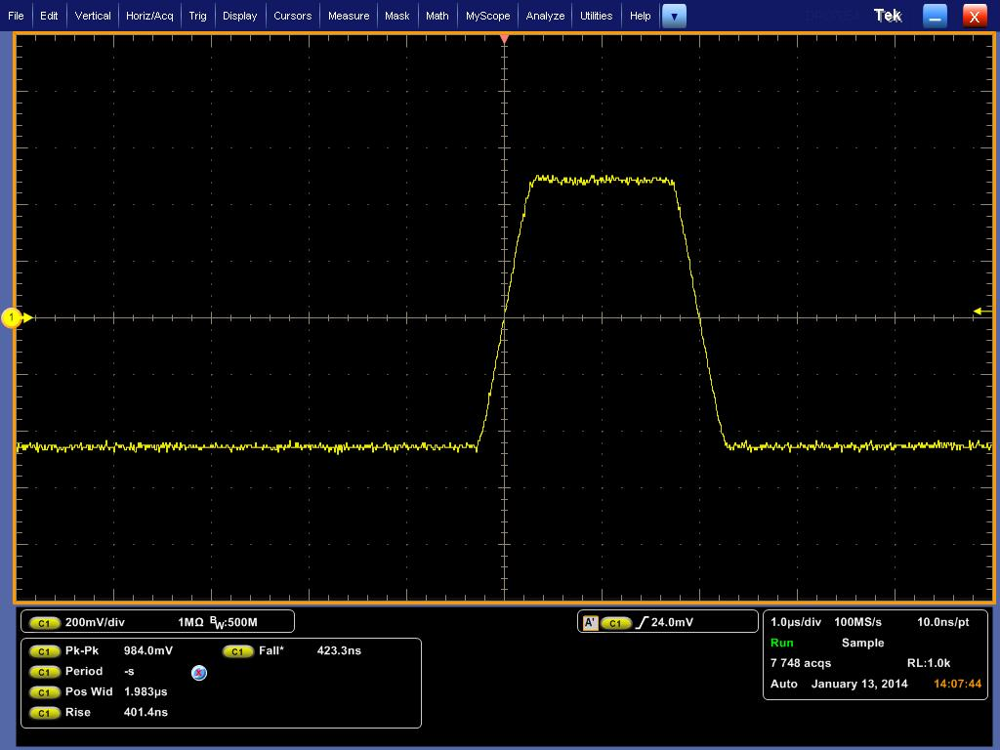 File Edit Vertical Horiz/Acq Trig Display Cursors Measure Mask Math MyScope Analyze Utilities Help Tek X
1
C1 200mV/div 1MΩ BW:500M
A' C1 24.0mV
1.0µs/div 100MS/s 10.0ns/pt
Run Sample
7 748 acqs RL:1.0k
Auto January 13, 2014 14:07:44
C1 Pk-Pk 984.0mV C1 Fall* 423.3ns
C1 Period -s
C1 Pos Wid 1.983µs
C1 Rise 401.4ns